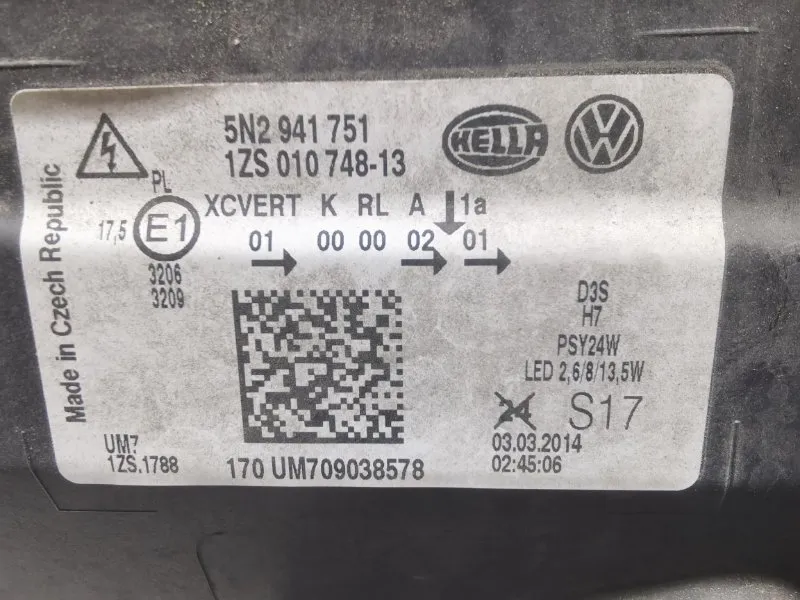 5N2 941 751
1ZS 010 748-13
HELLA
VW
PL
17,5
E1
3206
3209
XCVERT K RL A 1a
01 00 00 02 01
D3S
H7
PSY24W
LED 2,6/8/13,5W
24 S17
03.03.2014
02:45:06
Made in Czech Republic
UM7
1ZS.1788
170 UM709038578